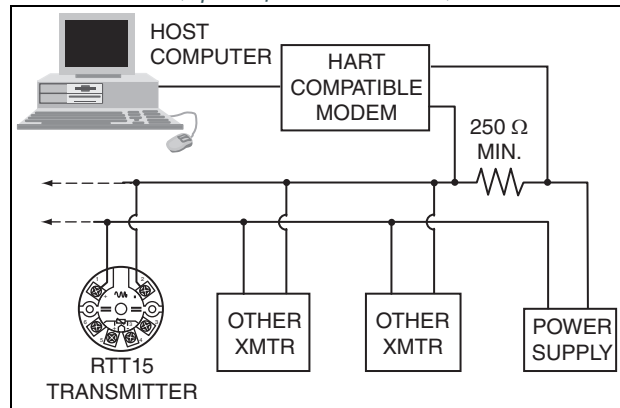 HOST
COMPUTER
HART
COMPATIBLE
MODEM
250 Ω
MIN.
OTHER
XMTR
OTHER
XMTR
POWER
SUPPLY
RTT15
TRANSMITTER